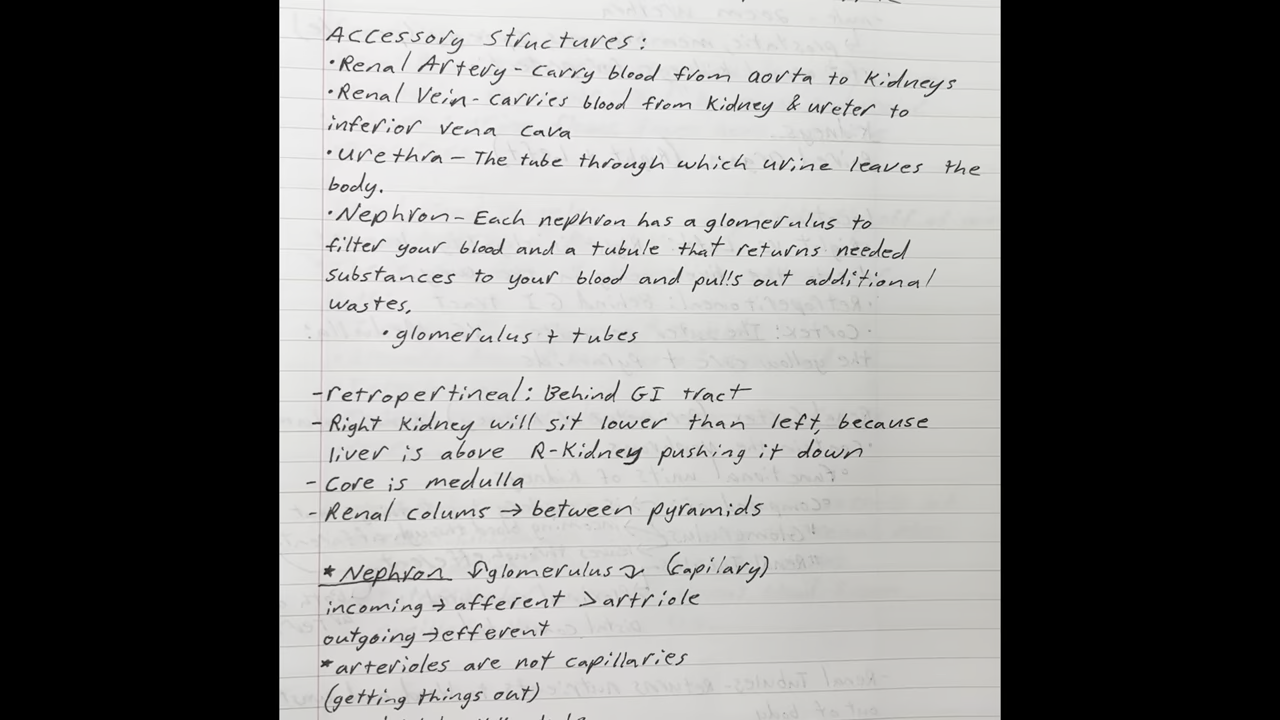 Accessory Structures:
•Renal Artery - Carry blood from aorta to Kidneys
•Renal Vein- carries blood from Kidney & ureter to
inferior vena cava
•Urethra – The tube through which urine leaves the
body.
•Nephron – Each nephron has a glomerulus to
filter your blood and a tubule that returns needed
substances to your blood and pulls out additional
wastes.
•glomerulus + tubes
-retropertineal: Behind GI tract
- Right Kidney will sit lower than left, because
liver is above R-Kidney pushing it down
- Core is medulla
- Renal colums → between pyramids
* Nephron ↓glomerulus↘ (capilary)
incoming → afferent > artriole
outgoing → efferent
*arterioles are not capillaries
(getting things out)